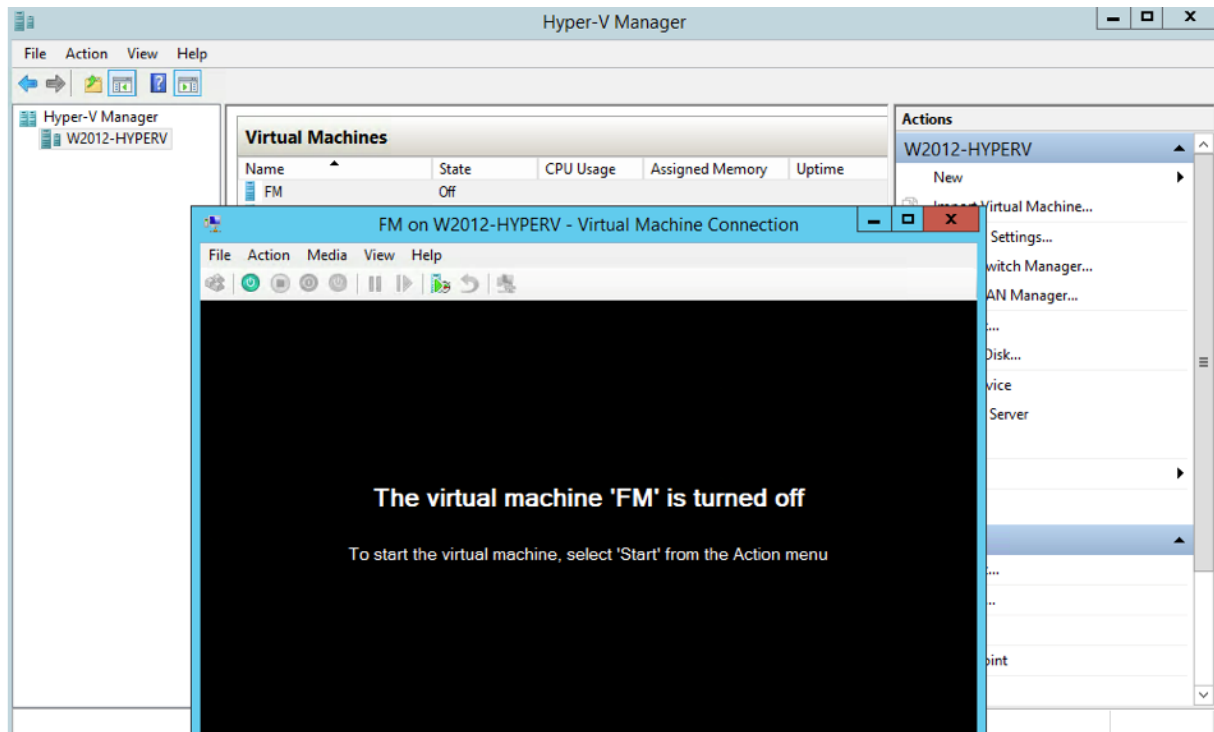 Hyper-V Manager
File Action View Help
Hyper-V Manager
W2012-HYPERV
Virtual Machines
Name State CPU Usage Assigned Memory Uptime
FM Off
Actions
W2012-HYPERV
New
Import Virtual Machine...
Settings...
witch Manager...
AN Manager...
Disk...
vice
Server
oint
FM on W2012-HYPERV - Virtual Machine Connection
File Action Media View Help
The virtual machine 'FM' is turned off
To start the virtual machine, select 'Start' from the Action menu